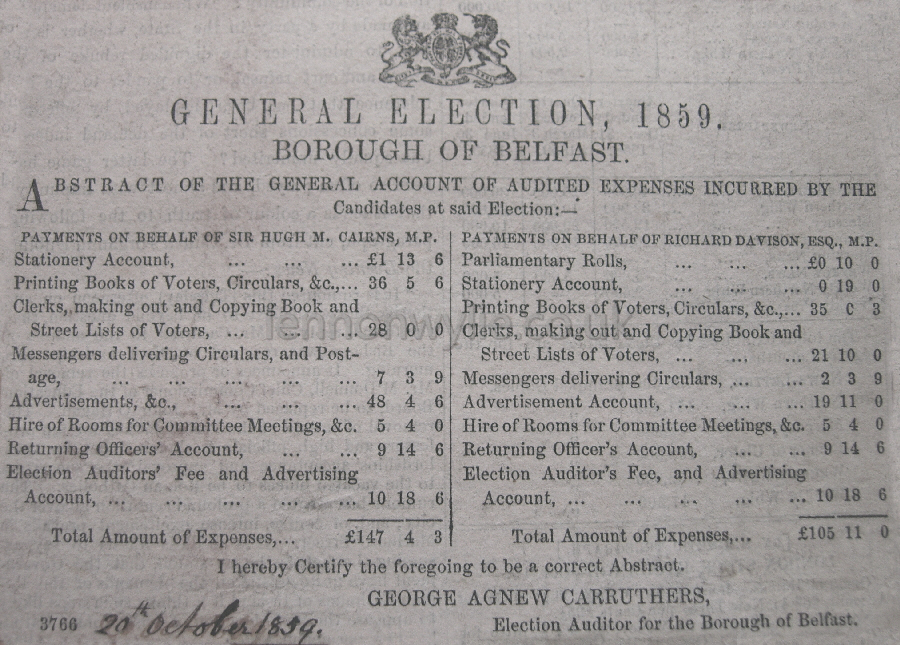 GENERAL ELECTION, 1859.
BOROUGH OF BELFAST.
ABSTRACT OF THE GENERAL ACCOUNT OF AUDITED EXPENSES INCURRED BY THE
Candidates at said Election:—
PAYMENTS ON BEHALF OF SIR HUGH M. CAIRNS, M.P.
Stationery Account, ... ... ... £1 13 6
Printing Books of Voters, Circulars, &c.,... 36 5 6
Clerks, making out and Copying Book and
Street Lists of Voters, ... ... ... 28 0 0
Messengers delivering Circulars, and Post-
age, ... ... ... ... 7 3 9
Advertisements, &c., ... ... ... 48 4 6
Hire of Rooms for Committee Meetings, &c. 5 4 0
Returning Officers' Account, ... ... 9 14 6
Election Auditors' Fee and Advertising
Account, ... ... ... ... ... 10 18 6
Total Amount of Expenses,... £147 4 3
PAYMENTS ON BEHALF OF RICHARD DAVISON, ESQ., M.P.
Parliamentary Rolls, ... ... ... £0 10 0
Stationery Account, ... ... ... 0 19 0
Printing Books of Voters, Circulars, &c.,... 35 0 3
Clerks, making out and Copying Book and
Street Lists of Voters, ... ... ... 21 10 0
Messengers delivering Circulars, ... ... 2 3 9
Advertisement Account, ... ... ... 19 11 0
Hire of Rooms for Committee Meetings, &c. 5 4 0
Returning Officer's Account, ... ... 9 14 6
Election Auditor's Fee, and Advertising
Account, ... ... ... ... ... 10 18 6
Total Amount of Expenses,... £105 11 0
I hereby Certify the foregoing to be a correct Abstract.
GEORGE AGNEW CARRUTHERS,
Election Auditor for the Borough of Belfast.
3766 20th October 1859.